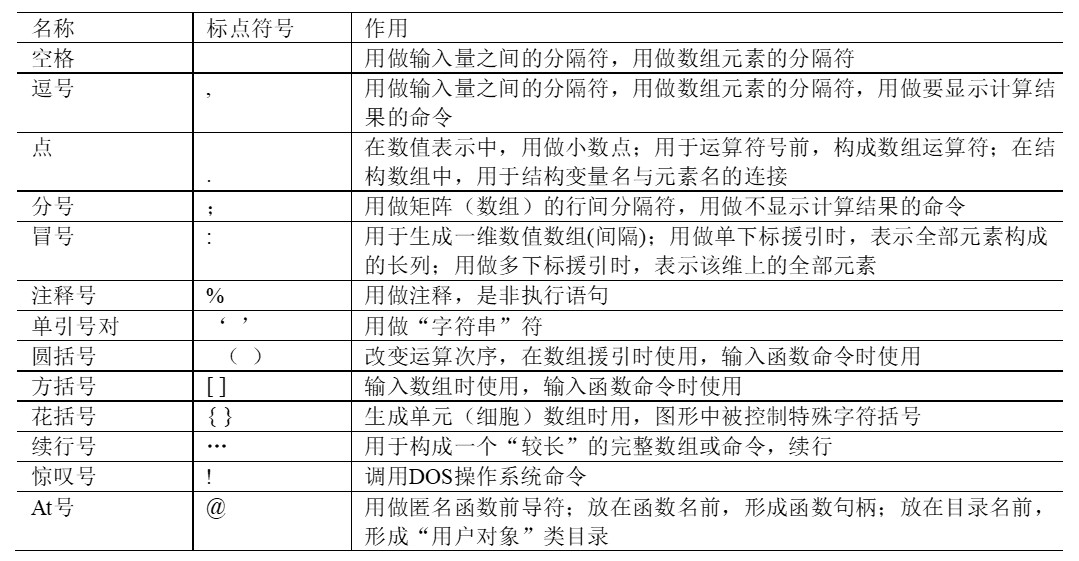 名称 标点符号 作用
空格 用做输入量之间的分隔符，用做数组元素的分隔符
逗号 , 用做输入量之间的分隔符，用做数组元素的分隔符，用做要显示计算结
果的命令
点 在数值表示中，用做小数点；用于运算符号前，构成数组运算符；在结
. 构数组中，用于结构变量名与元素名的连接
分号 ; 用做矩阵（数组）的行间分隔符，用做不显示计算结果的命令
冒号 : 用于生成一维数值数组(间隔)；用做单下标援引时，表示全部元素构成
的长列；用做多下标援引时，表示该维上的全部元素
注释号 % 用做注释，是非执行语句
单引号对 ‘ ’ 用做“字符串”符
圆括号 （ ） 改变运算次序，在数组援引时使用，输入函数命令时使用
方括号 [ ] 输入数组时使用，输入函数命令时使用
花括号 { } 生成单元（细胞）数组时用，图形中被控制特殊字符括号
续行号 … 用于构成一个“较长”的完整数组或命令，续行
惊叹号 ! 调用DOS操作系统命令
At号 @ 用做匿名函数前导符；放在函数名前，形成函数句柄；放在目录名前，
形成“用户对象”类目录